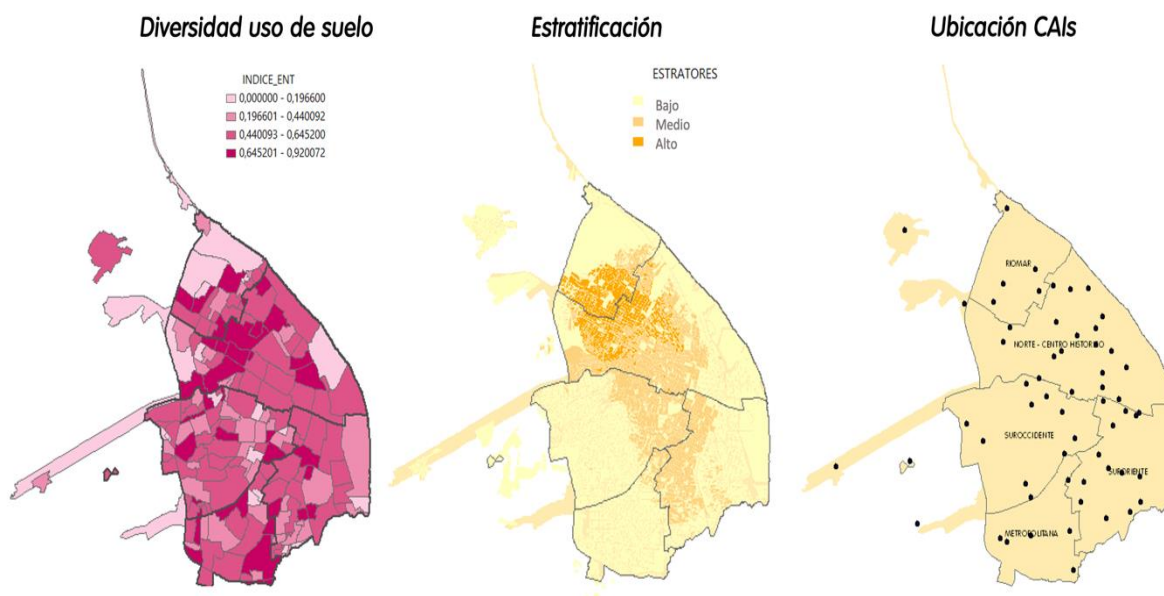 Diversidad uso de suelo
INDICE_ENT
0,000000 - 0,196600
0,196601 - 0,440092
0,440093 - 0,645200
0,645201 - 0,920072
Estratificación
ESTRATORES
Bajo
Medio
Alto
Ubicación CAIs
RIOMAR
NORTE - CENTRO HISTORICO
SUROCCIDENTE
SURORIENTE
METROPOLITANA